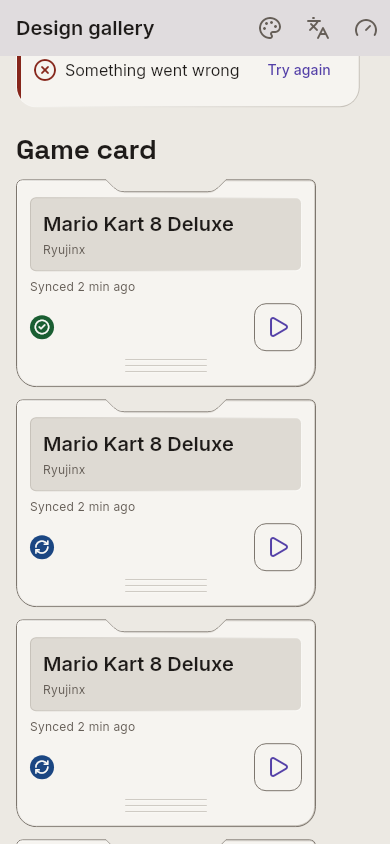 Design gallery
Something went wrong
Try again
Game card
Mario Kart 8 Deluxe
Ryujinx
Synced 2 min ago
Mario Kart 8 Deluxe
Ryujinx
Synced 2 min ago
Mario Kart 8 Deluxe
Ryujinx
Synced 2 min ago